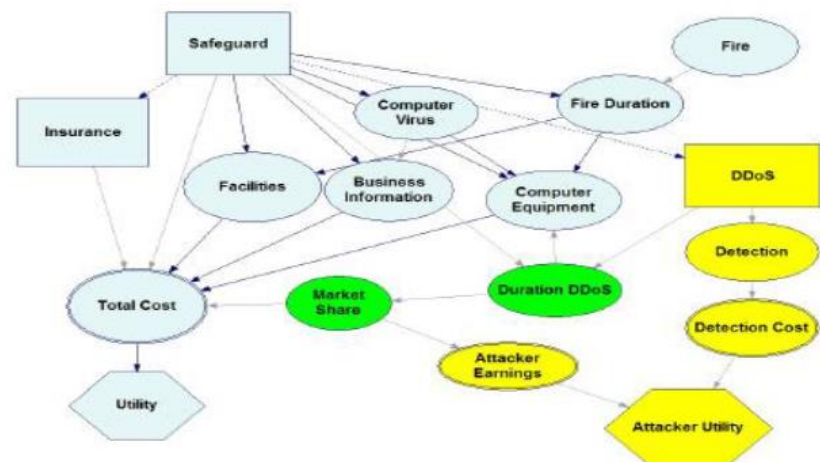 Safeguard
Fire
Computer
Virus
Fire Duration
Insurance
Facilities
Business
Information
Computer
Equipment
DDoS
Detection
Total Cost
Market
Share
Duration DDoS
Detection Cost
Attacker
Earnings
Utility
Attacker Utility